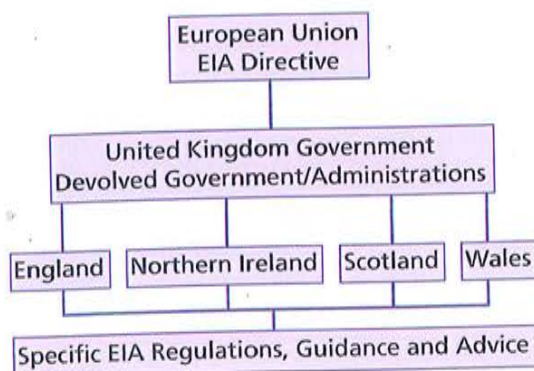 European Union
EIA Directive
United Kingdom Government
Devolved Government/Administrations
England
Northern Ireland
Scotland
Wales
Specific EIA Regulations, Guidance and Advice